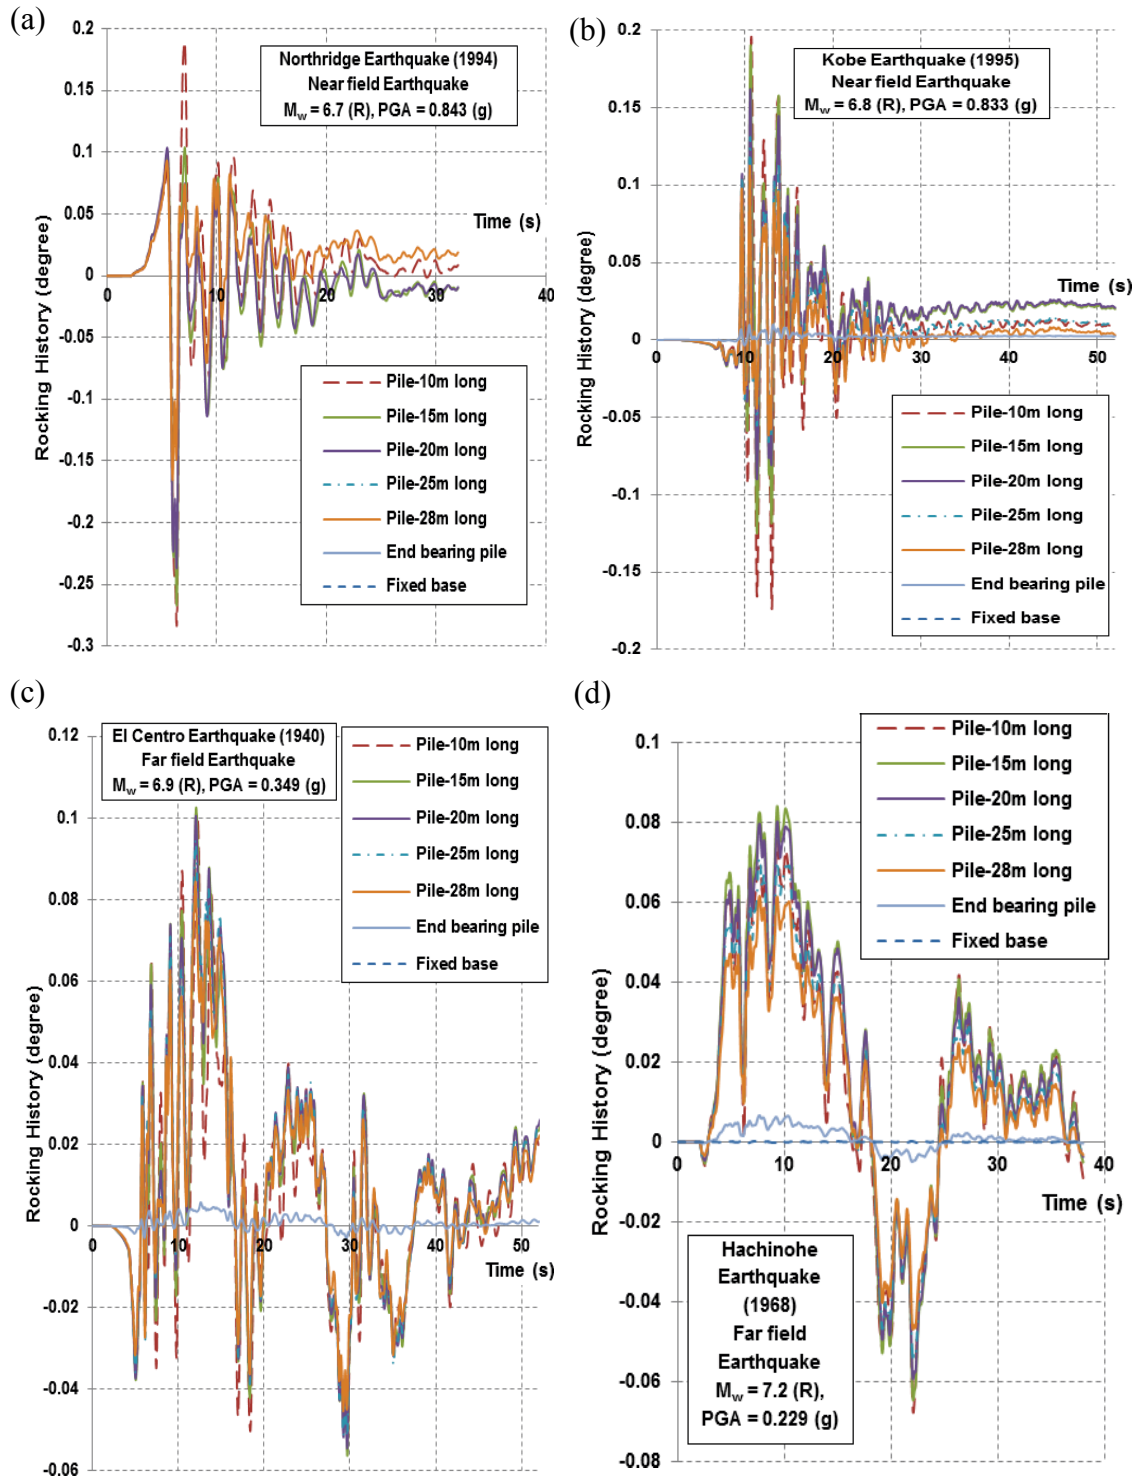 (a)
Northridge Earthquake (1994)
Near field Earthquake
Mw = 6.7 (R), PGA = 0.843 (g)
Rocking History (degree)
0.2
0.15
0.1
0.05
0
-0.05
-0.1
-0.15
-0.2
-0.25
-0.3
0
10
20
30
40
Time (s)
Pile-10m long
Pile-15m long
Pile-20m long
Pile-25m long
Pile-28m long
End bearing pile
Fixed base
(b)
Kobe Earthquake (1995)
Near field Earthquake
Mw = 6.8 (R), PGA = 0.833 (g)
Rocking History (degree)
0.2
0.15
0.1
0.05
0
-0.05
-0.1
-0.15
-0.2
0
10
20
30
40
50
Time (s)
Pile-10m long
Pile-15m long
Pile-20m long
Pile-25m long
Pile-28m long
End bearing pile
Fixed base
(c)
El Centro Earthquake (1940)
Far field Earthquake
Mw = 6.9 (R), PGA = 0.349 (g)
Rocking History (degree)
0.12
0.1
0.08
0.06
0.04
0.02
0
-0.02
-0.04
-0.06
0
10
20
30
40
50
Time (s)
Pile-10m long
Pile-15m long
Pile-20m long
Pile-25m long
Pile-28m long
End bearing pile
Fixed base
(d)
Pile-10m long
Pile-15m long
Pile-20m long
Pile-25m long
Pile-28m long
End bearing pile
Fixed base
Rocking History (degree)
0.1
0.08
0.06
0.04
0.02
0
-0.02
-0.04
-0.06
-0.08
0
10
20
30
40
Time (s)
Hachinohe
Earthquake
(1968)
Far field
Earthquake
Mw = 7.2 (R),
PGA = 0.229 (g)